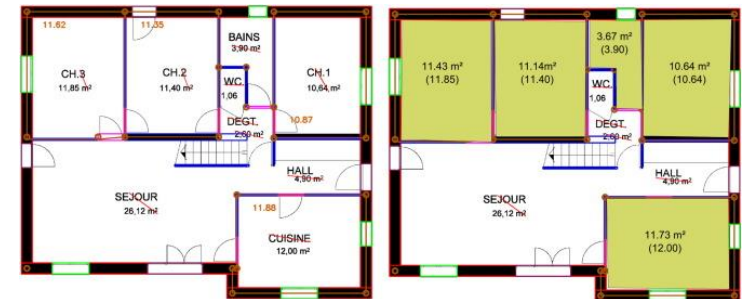 11.62
11.35
BAINS
3,90 m²
CH.3
11,85 m²
CH.2
11,40 m²
WC.
1,06
CH.1
10,64 m²
10.87
DEGT.
2,60 m²
HALL
4,90 m²
SEJOUR
26,12 m²
11.88
CUISINE
12,00 m²
3.67 m²
(3.90)
11.43 m²
(11.85)
11.14m²
(11.40)
10.64 m²
(10.64)
WC.
1,06
DEGT.
2,60 m²
HALL
4,90 m²
SEJOUR
26,12 m²
11.73 m²
(12.00)